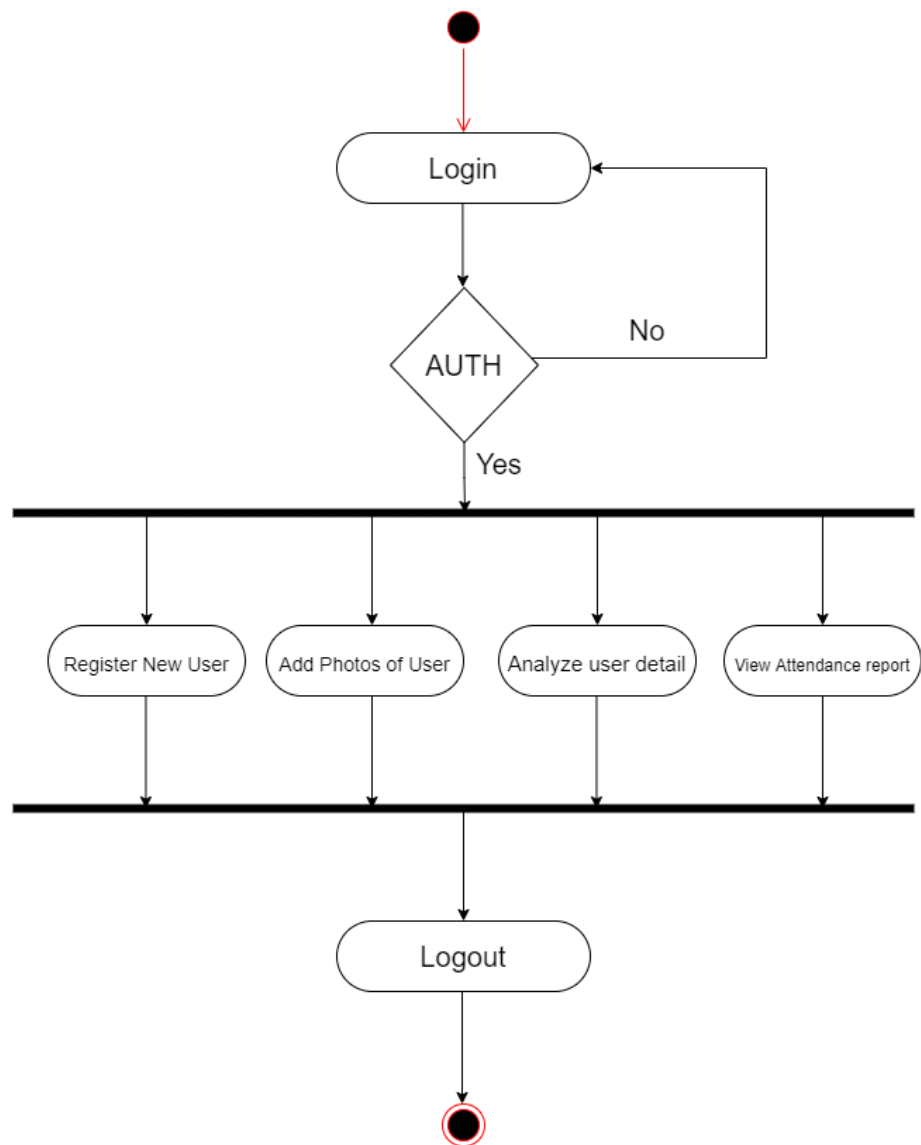 Login
AUTH
No
Yes
Register New User
Add Photos of User
Analyze user detail
View Attendance report
Logout